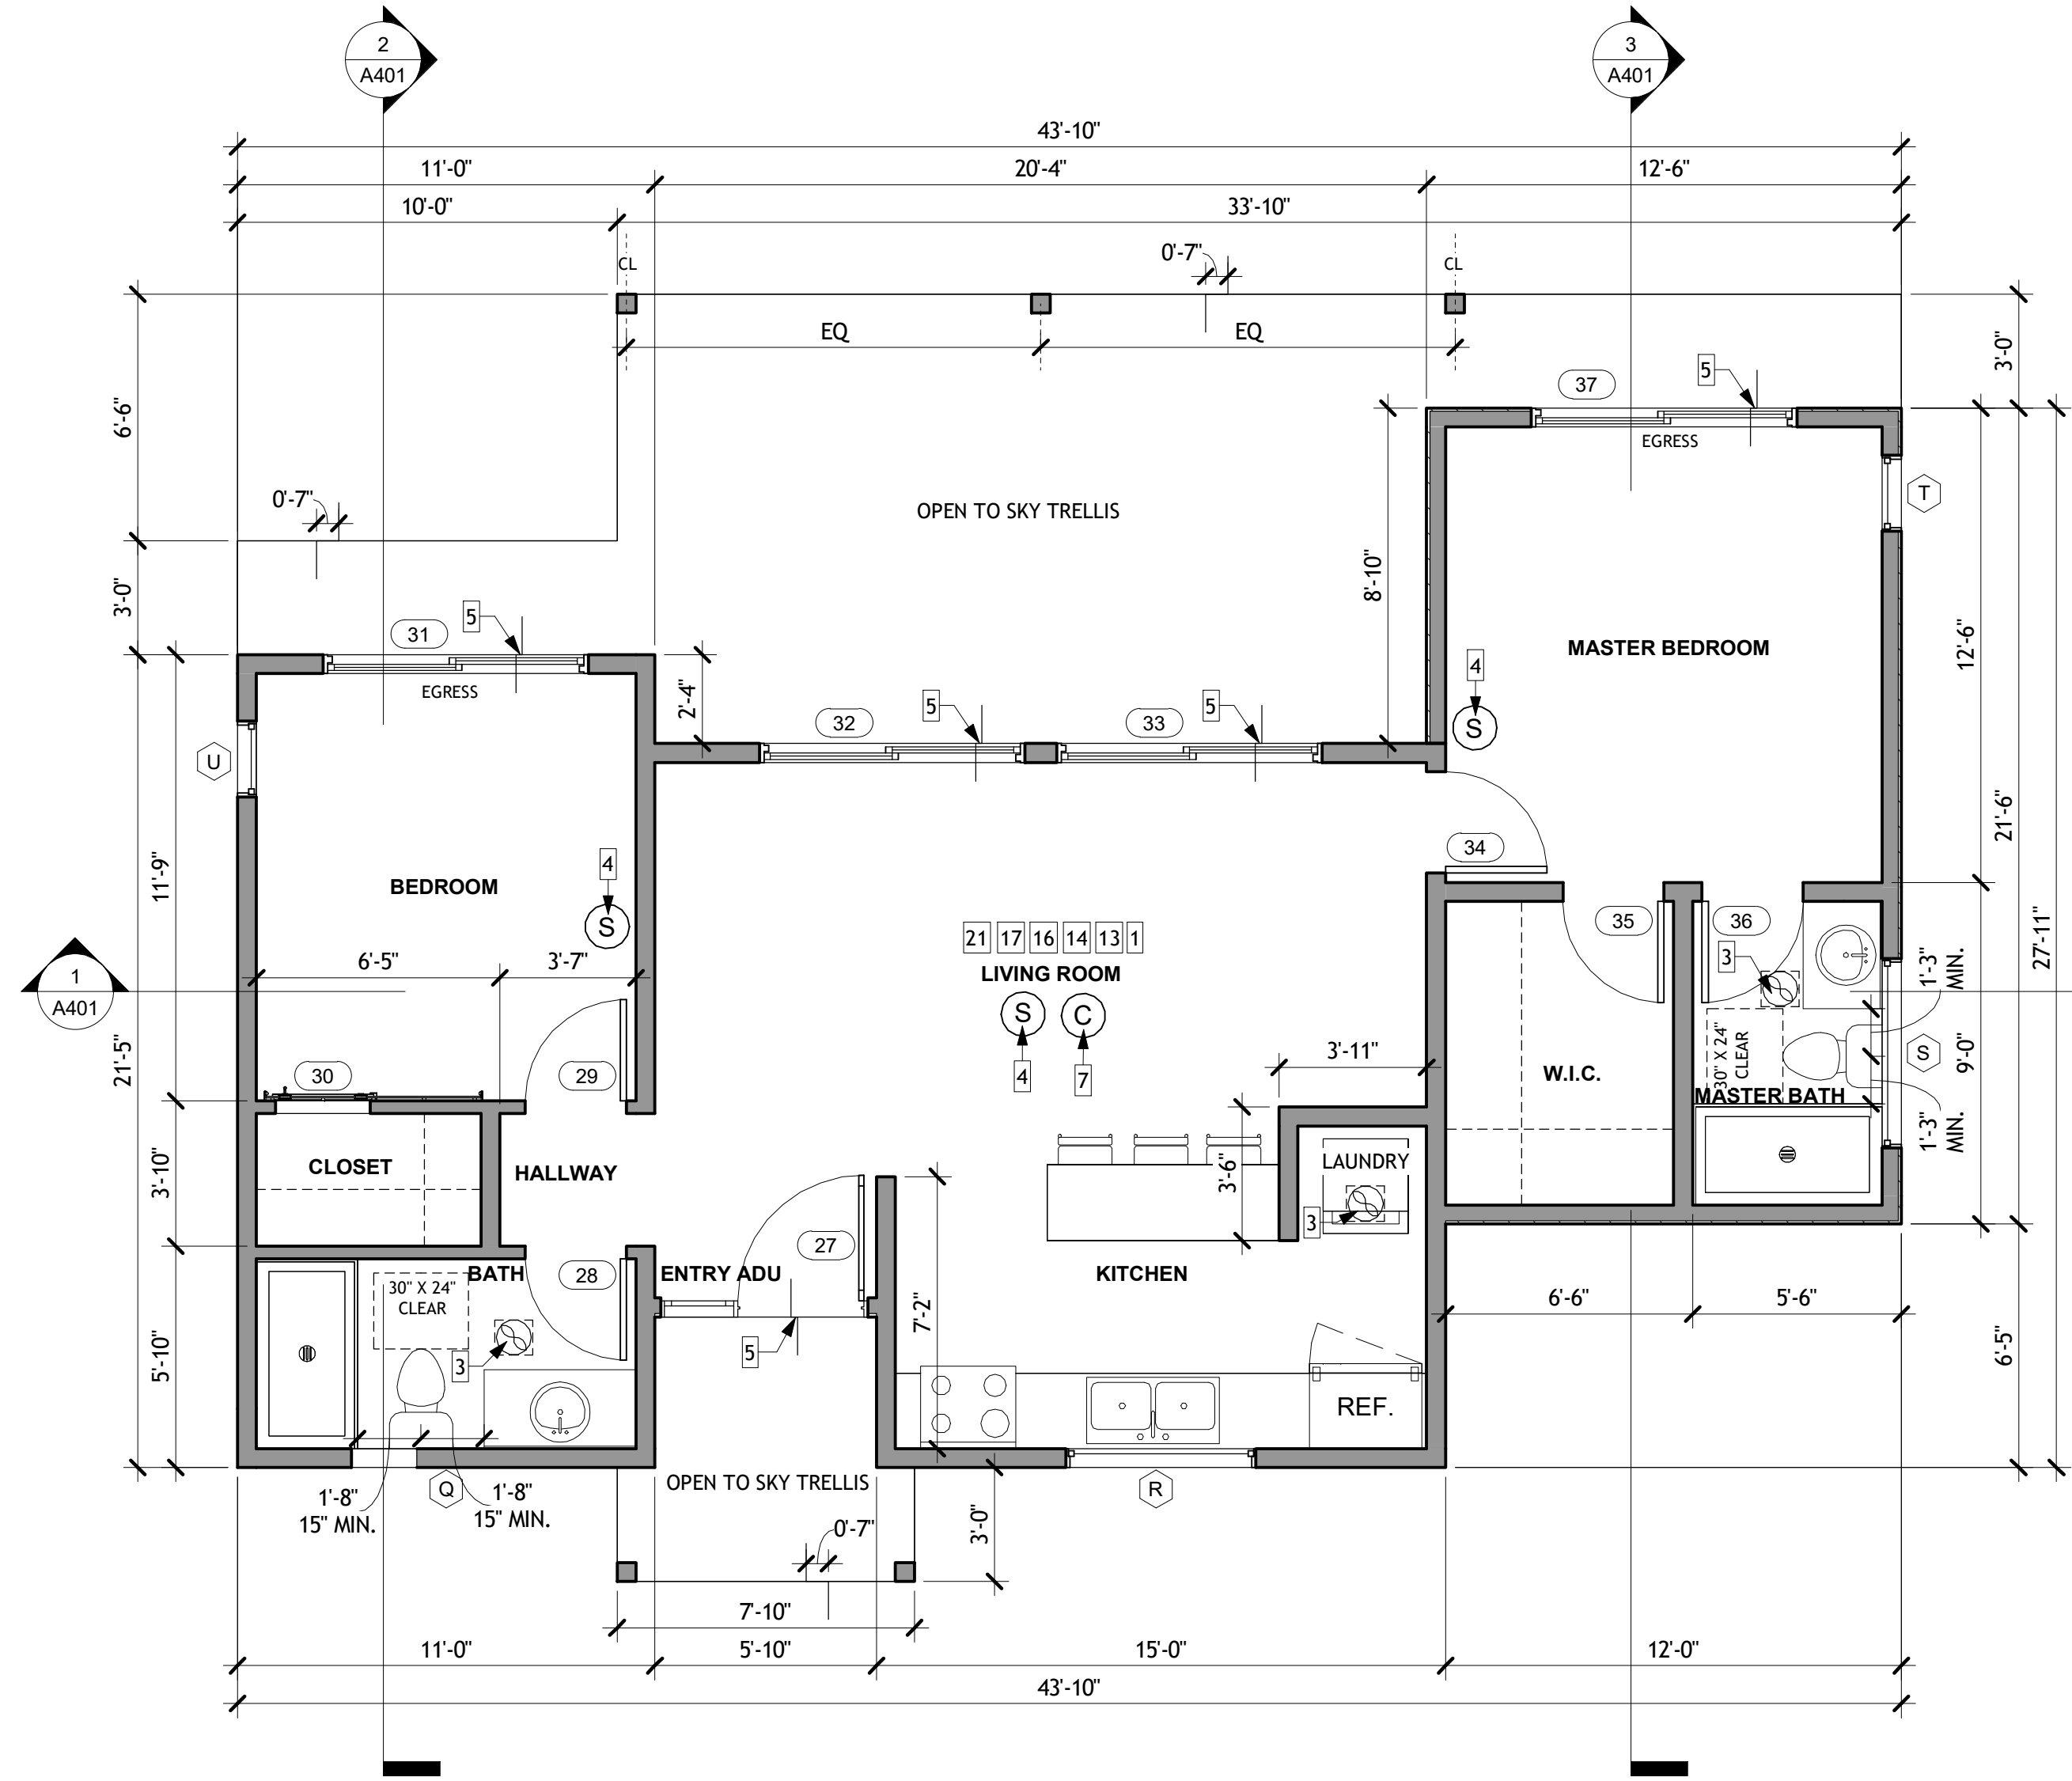 2
A401
3
A401
43'-10"
11'-0"
20'-4"
12'-6"
10'-0"
33'-10"
CL
0'-7"
CL
EQ
EQ
3'-0"
6'-6"
37
5
EGRESS
T
0'-7"
OPEN TO SKY TRELLIS
8'-10"
3'-0"
31
5
EGRESS
MASTER BEDROOM
12'-6"
2'-4"
32
5
33
5
4
S
U
34
21'-6"
11'-9"
BEDROOM
4
S
35
36
3
21 17 16 14 13 1
LIVING ROOM
S
C
4
7
6'-5"
3'-7"
27'-11"
1'-3"
MIN.
1
A401
21'-5"
30
29
3'-11"
W.I.C.
30" X 24"
CLEAR
MASTER BATH
S
9'-0"
1'-3"
MIN.
3'-10"
CLOSET
HALLWAY
3'-6"
LAUNDRY
3
27
BATH
28
ENTRY ADU
KITCHEN
30" X 24"
CLEAR
3
5
7'-2"
6'-6"
5'-6"
6'-5"
5'-10"
REF.
OPEN TO SKY TRELLIS
Q
R
1'-8"
15" MIN.
1'-8"
15" MIN.
0'-7"
3'-0"
7'-10"
11'-0"
5'-10"
15'-0"
12'-0"
43'-10"